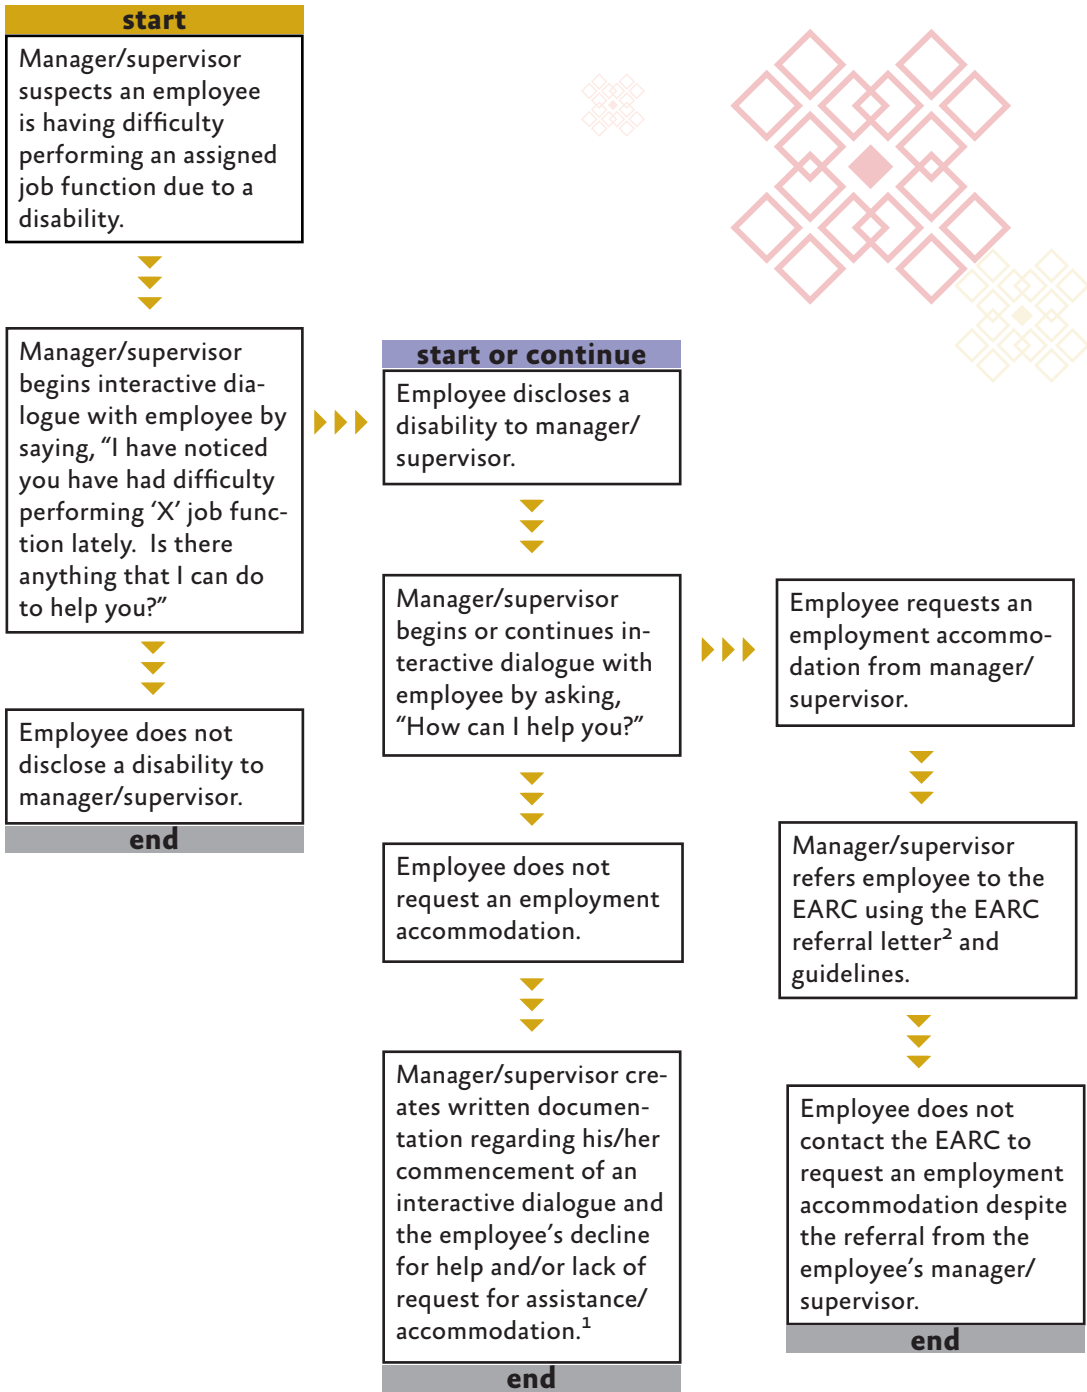 start
Manager/supervisor
suspects an employee
is having difficulty
performing an assigned
job function due to a
disability.
Manager/supervisor
begins interactive dia-
logue with employee by
saying, “I have noticed
you have had difficulty
performing ‘X’ job func-
tion lately.  Is there
anything that I can do
to help you?”
Employee does not
disclose a disability to
manager/supervisor.
end
start or continue
Employee discloses a
disability to manager/
supervisor.
Manager/supervisor
begins or continues in-
teractive dialogue with
employee by asking,
“How can I help you?”
Employee does not
request an employment
accommodation.
Manager/supervisor cre-
ates written documen-
tation regarding his/her
commencement of an
interactive dialogue and
the employee’s decline
for help and/or lack of
request for assistance/
accommodation.¹
end
Employee requests an
employment accommo-
dation from manager/
supervisor.
Manager/supervisor
refers employee to the
EARC using the EARC
referral letter² and
guidelines.
Employee does not
contact the EARC to
request an employment
accommodation despite
the referral from the
employee’s manager/
supervisor.
end